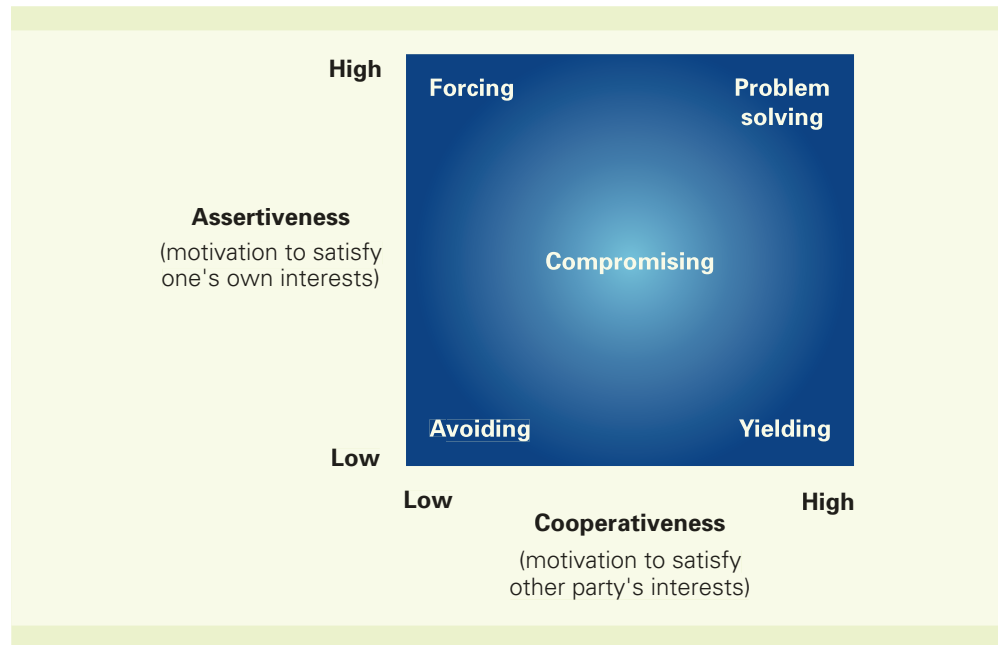 High
Forcing
Problem
solving
Assertiveness
(motivation to satisfy
one's own interests)
Compromising
Avoiding
Yielding
Low
Low
High
Cooperativeness
(motivation to satisfy
other party's interests)